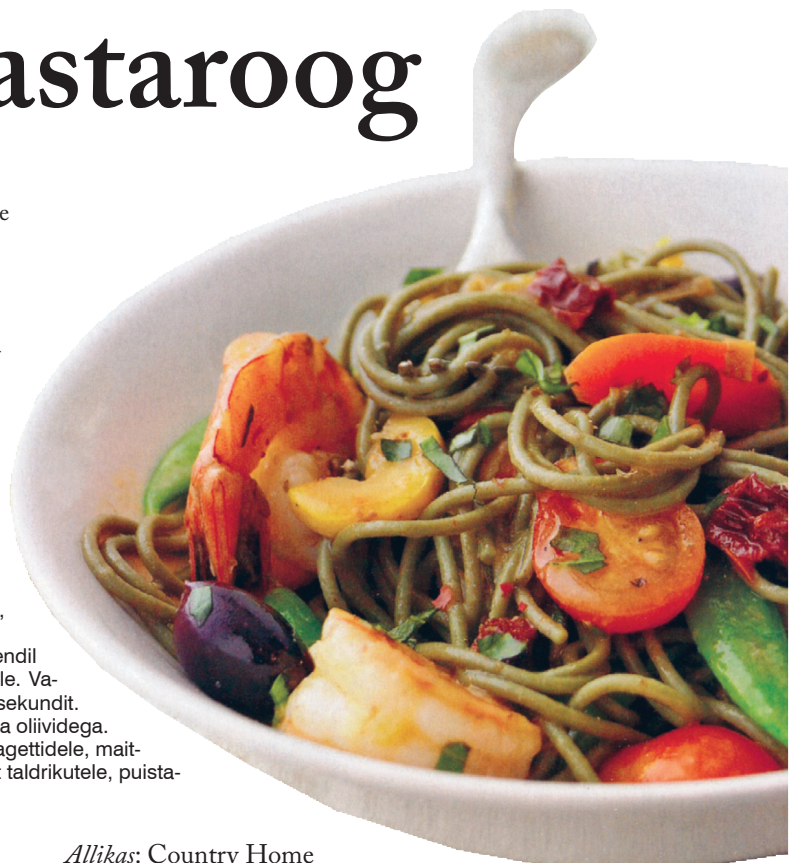 astaroog
e
,
endil
le. Va-
sekundit.
a oliividega.
agettidele, mait-
t taldrikutele, puista-
Allikas: Country Home